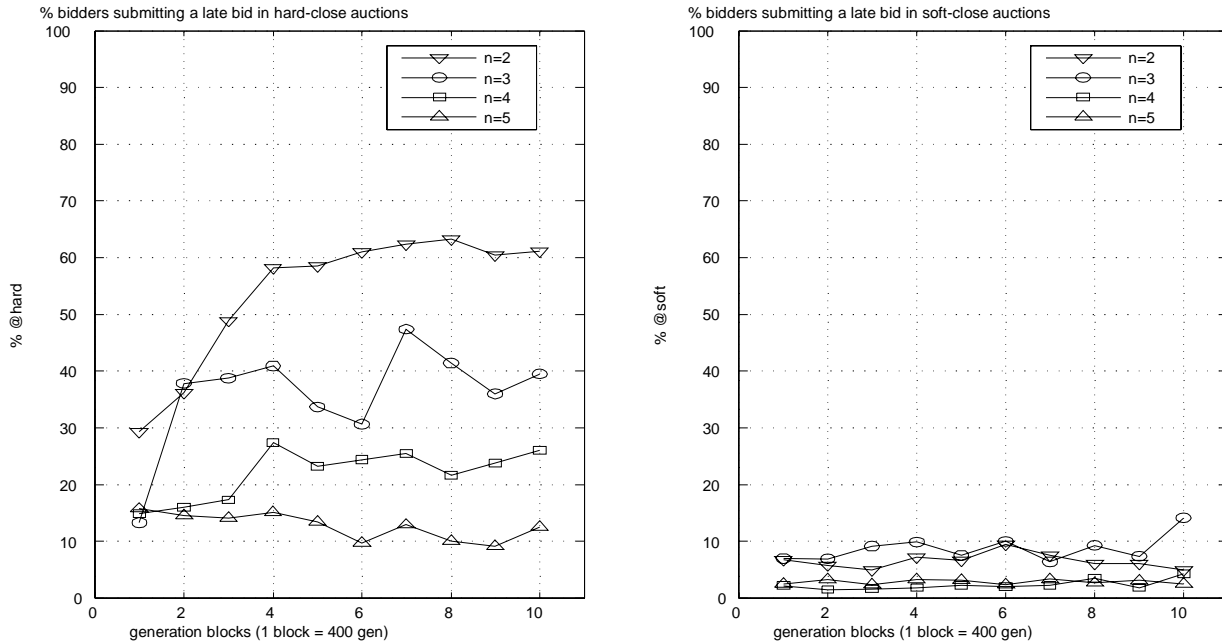 % bidders submitting a late bid in hard-close auctions
100
90
80
70
60
50
40
30
20
10
0
0 2 4 6 8 10
% @hard
generation blocks (1 block = 400 gen)
n=2
n=3
n=4
n=5
% bidders submitting a late bid in soft-close auctions
100
90
80
70
60
50
40
30
20
10
0
0 2 4 6 8 10
% @soft
generation blocks (1 block = 400 gen)
n=2
n=3
n=4
n=5